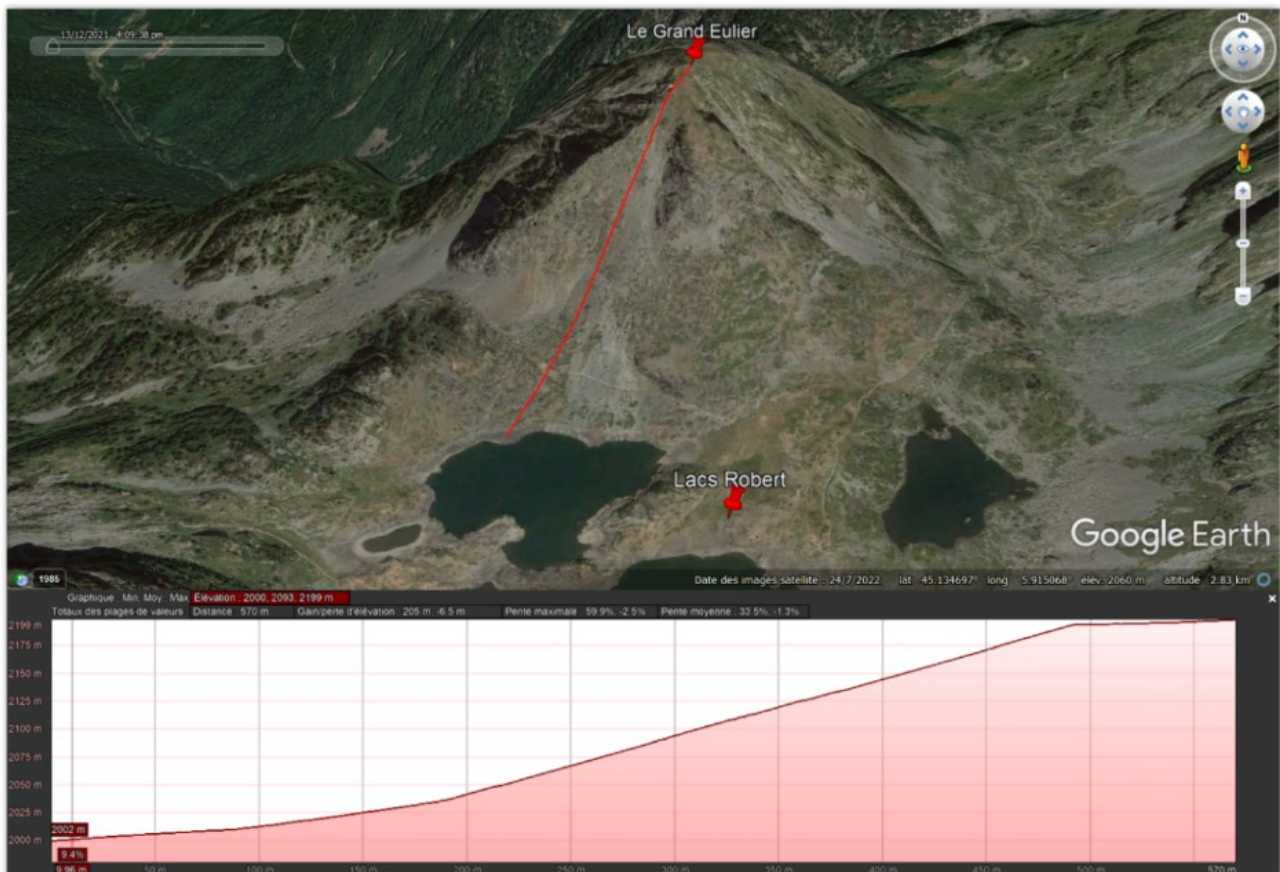 13/12/2021 4:09:38 pm
Le Grand Eulier
N
Lacs Robert
Google Earth
1985
Date des images satellite : 24/7/2022 lat 45.134697° long 5.915068° élév. 2060 m altitude 2.83 km
Graphique : Min. Moy.. Max Élévation : 2000, 2093, 2199 m
Totaux des plages de valeurs Distance : 570 m Gain/perte d'élévation : 205 m, -6.5 m Pente maximale : 59.9%, -2.5% Pente moyenne : 33.5%, -1.3%
2199 m
2175 m
2150 m
2125 m
2100 m
2075 m
2050 m
2025 m
2002 m
2000 m
9.4%
9.96 m 50 m 100 m 150 m 200 m 250 m 300 m 350 m 400 m 450 m 500 m 570 m